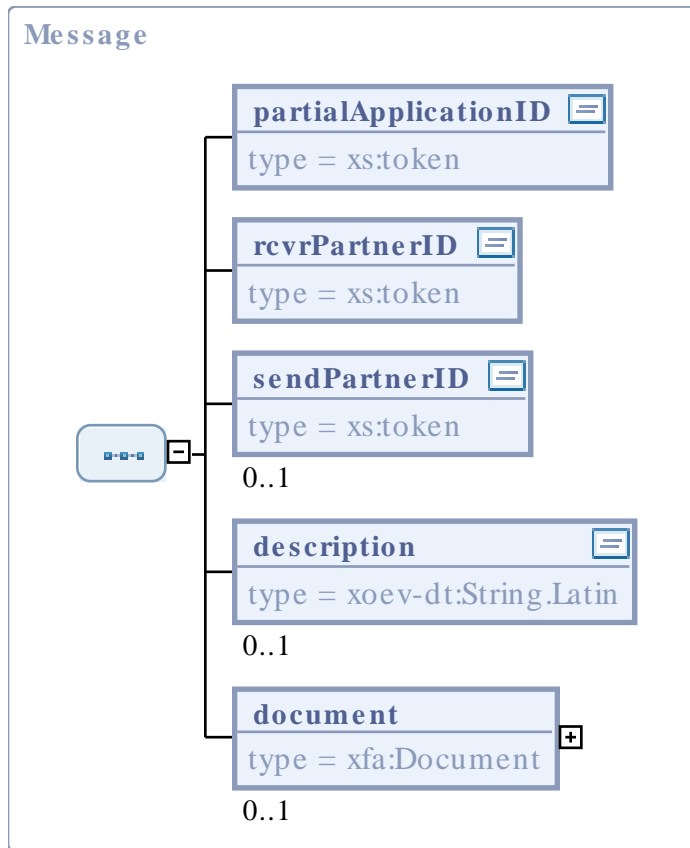 Message
partialApplicationID
type = xs:token
rcvrPartnerID
type = xs:token
sendPartnerID
type = xs:token
0..1
description
type = xoev-dt:String.Latin
0..1
document
type = xfa:Document
0..1